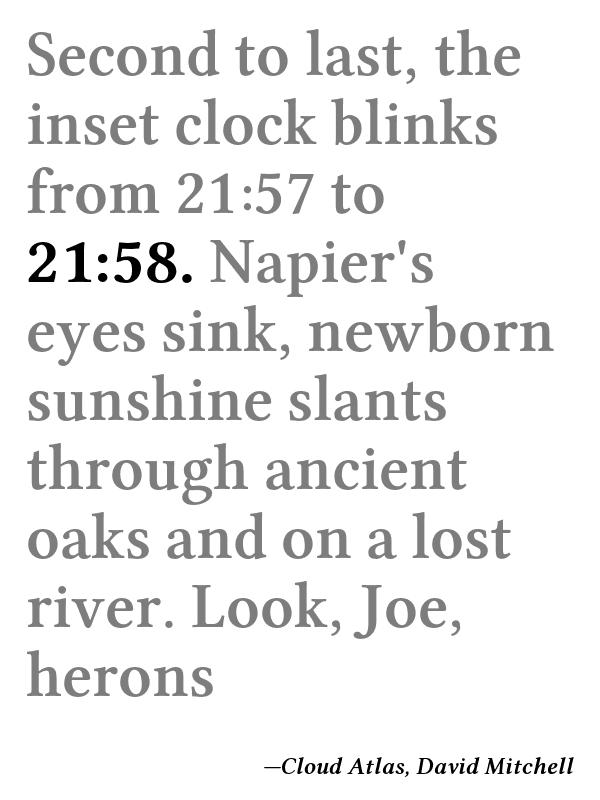 Second to last, the
inset clock blinks
from 21:57 to
21:58. Napier's
eyes sink, newborn
sunshine slants
through ancient
oaks and on a lost
river. Look, Joe,
herons
—Cloud Atlas, David Mitchell